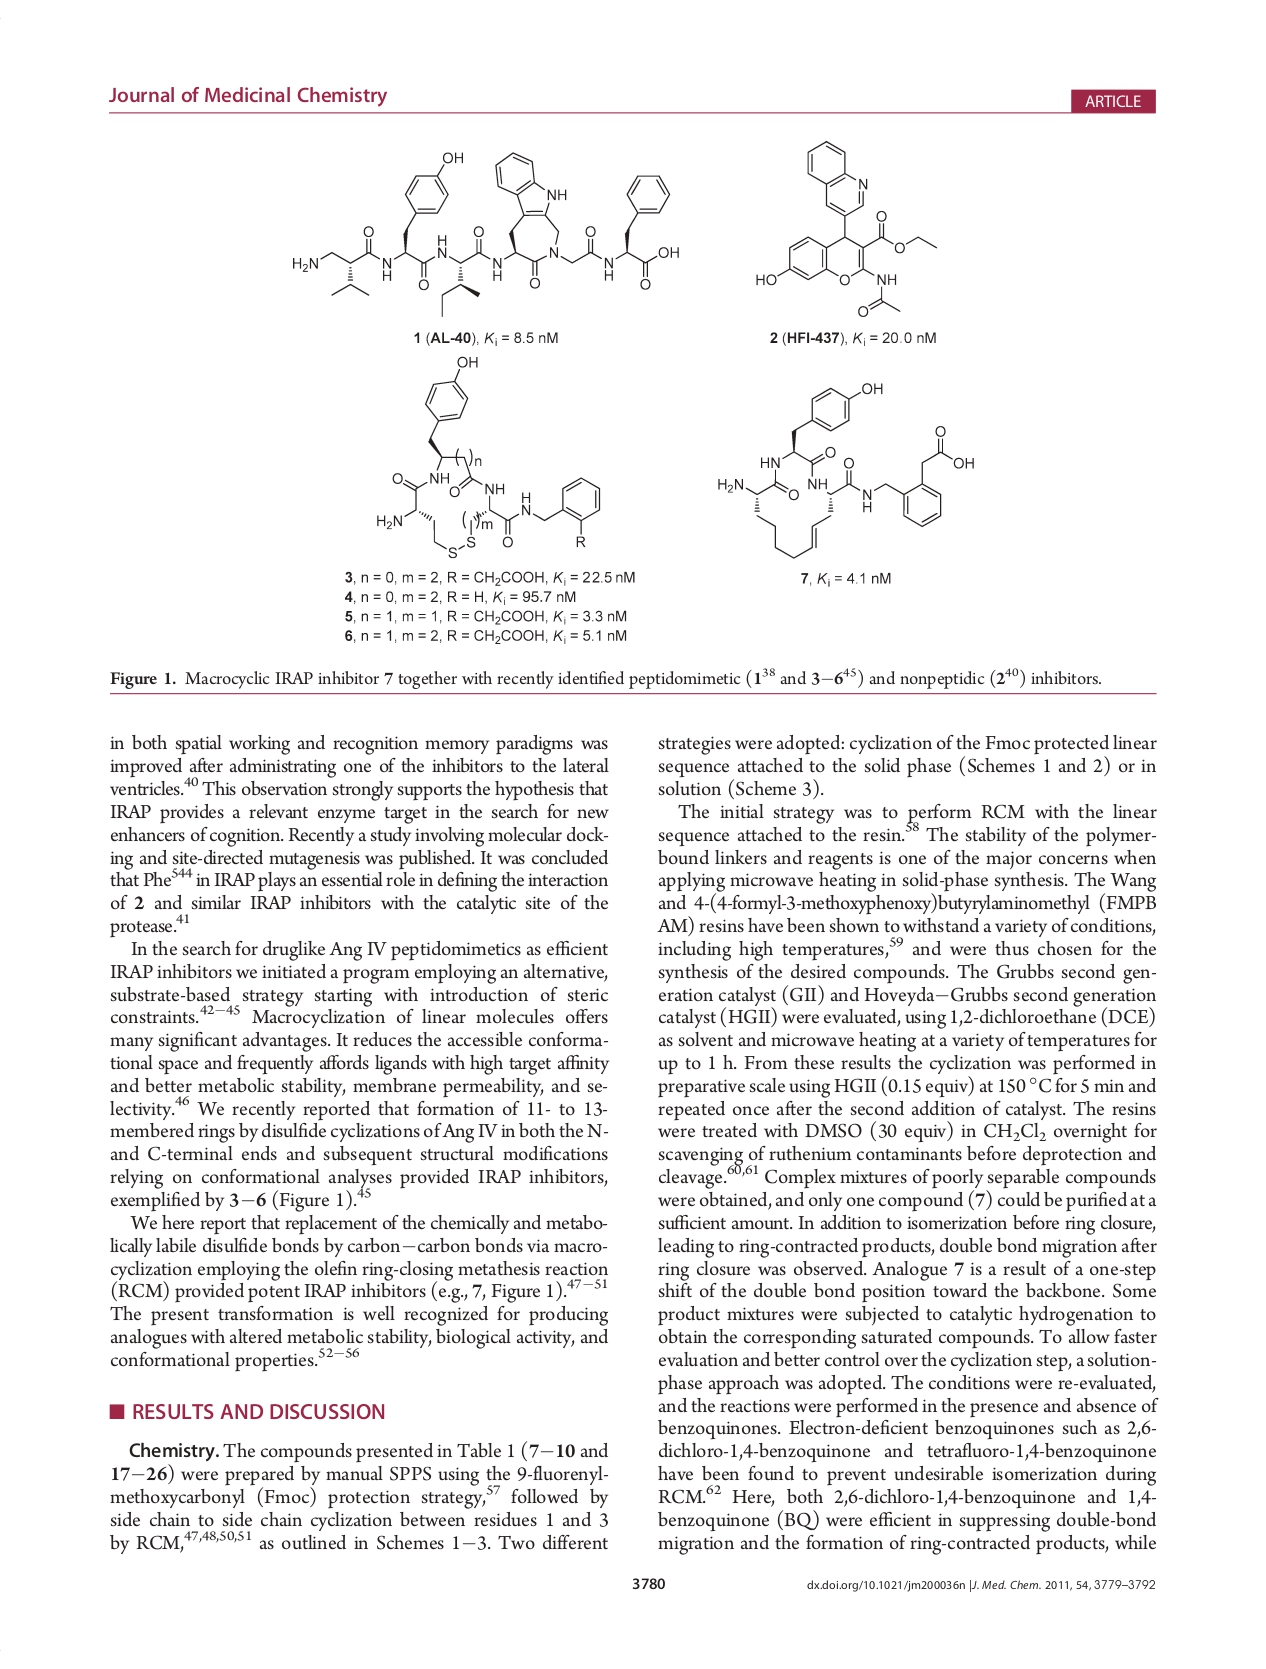 Journal of Medicinal Chemistry
ARTICLE
OH
NH
O
H
N
O
O
OH
H₂N
N
H
O
N
H
O
N
N
H
O
1 (AL-40), Kᵢ = 8.5 nM
N
O
O
HO
O
NH
O
2 (HFI-437), Kᵢ = 20.0 nM
OH
( )n
O
NH
O
NH
H
N
H₂N
( )m
S
S
O
R
3, n = 0, m = 2, R = CH₂COOH, Kᵢ = 22.5 nM
4, n = 0, m = 2, R = H, Kᵢ = 95.7 nM
5, n = 1, m = 1, R = CH₂COOH, Kᵢ = 3.3 nM
6, n = 1, m = 2, R = CH₂COOH, Kᵢ = 5.1 nM
OH
O
HN
O
O
OH
H₂N
O
NH
N
H
7, Kᵢ = 4.1 nM
Figure 1. Macrocyclic IRAP inhibitor 7 together with recently identified peptidomimetic (1³⁸ and 3−6⁴⁵) and nonpeptidic (2⁴⁰) inhibitors.
in both spatial working and recognition memory paradigms was
improved after administrating one of the inhibitors to the lateral
ventricles.⁴⁰ This observation strongly supports the hypothesis that
IRAP provides a relevant enzyme target in the search for new
enhancers of cognition. Recently a study involving molecular dock-
ing and site-directed mutagenesis was published. It was concluded
that Phe⁵⁴⁴ in IRAP plays an essential role in defining the interaction
of 2 and similar IRAP inhibitors with the catalytic site of the
protease.⁴¹
In the search for druglike Ang IV peptidomimetics as efficient
IRAP inhibitors we initiated a program employing an alternative,
substrate-based strategy starting with introduction of steric
constraints.⁴²⁻⁴⁵ Macrocyclization of linear molecules offers
many significant advantages. It reduces the accessible conforma-
tional space and frequently affords ligands with high target affinity
and better metabolic stability, membrane permeability, and se-
lectivity.⁴⁶ We recently reported that formation of 11- to 13-
membered rings by disulfide cyclizations of Ang IV in both the N-
and C-terminal ends and subsequent structural modifications
relying on conformational analyses provided IRAP inhibitors,
exemplified by 3−6 (Figure 1).⁴⁵
We here report that replacement of the chemically and metabo-
lically labile disulfide bonds by carbon−carbon bonds via macro-
cyclization employing the olefin ring-closing metathesis reaction
(RCM) provided potent IRAP inhibitors (e.g., 7, Figure 1).⁴⁷⁻⁵¹
The present transformation is well recognized for producing
analogues with altered metabolic stability, biological activity, and
conformational properties.⁵²⁻⁵⁶
■ RESULTS AND DISCUSSION
Chemistry. The compounds presented in Table 1 (7−10 and
17−26) were prepared by manual SPPS using the 9-fluorenyl-
methoxycarbonyl (Fmoc) protection strategy,⁵⁷ followed by
side chain to side chain cyclization between residues 1 and 3
by RCM,⁴⁷,⁴⁸,⁵⁰,⁵¹ as outlined in Schemes 1−3. Two different
strategies were adopted: cyclization of the Fmoc protected linear
sequence attached to the solid phase (Schemes 1 and 2) or in
solution (Scheme 3).
The initial strategy was to perform RCM with the linear
sequence attached to the resin.⁵⁸ The stability of the polymer-
bound linkers and reagents is one of the major concerns when
applying microwave heating in solid-phase synthesis. The Wang
and 4-(4-formyl-3-methoxyphenoxy)butyrylaminomethyl (FMPB
AM) resins have been shown to withstand a variety of conditions,
including high temperatures,⁵⁹ and were thus chosen for the
synthesis of the desired compounds. The Grubbs second gen-
eration catalyst (GII) and Hoveyda−Grubbs second generation
catalyst (HGII) were evaluated, using 1,2-dichloroethane (DCE)
as solvent and microwave heating at a variety of temperatures for
up to 1 h. From these results the cyclization was performed in
preparative scale using HGII (0.15 equiv) at 150 °C for 5 min and
repeated once after the second addition of catalyst. The resins
were treated with DMSO (30 equiv) in CH₂Cl₂ overnight for
scavenging of ruthenium contaminants before deprotection and
cleavage.⁶⁰,⁶¹ Complex mixtures of poorly separable compounds
were obtained, and only one compound (7) could be purified at a
sufficient amount. In addition to isomerization before ring closure,
leading to ring-contracted products, double bond migration after
ring closure was observed. Analogue 7 is a result of a one-step
shift of the double bond position toward the backbone. Some
product mixtures were subjected to catalytic hydrogenation to
obtain the corresponding saturated compounds. To allow faster
evaluation and better control over the cyclization step, a solution-
phase approach was adopted. The conditions were re-evaluated,
and the reactions were performed in the presence and absence of
benzoquinones. Electron-deficient benzoquinones such as 2,6-
dichloro-1,4-benzoquinone and tetrafluoro-1,4-benzoquinone
have been found to prevent undesirable isomerization during
RCM.⁶² Here, both 2,6-dichloro-1,4-benzoquinone and 1,4-
benzoquinone (BQ) were efficient in suppressing double-bond
migration and the formation of ring-contracted products, while
3780
dx.doi.org/10.1021/jm200036n |J. Med. Chem. 2011, 54, 3779–3792